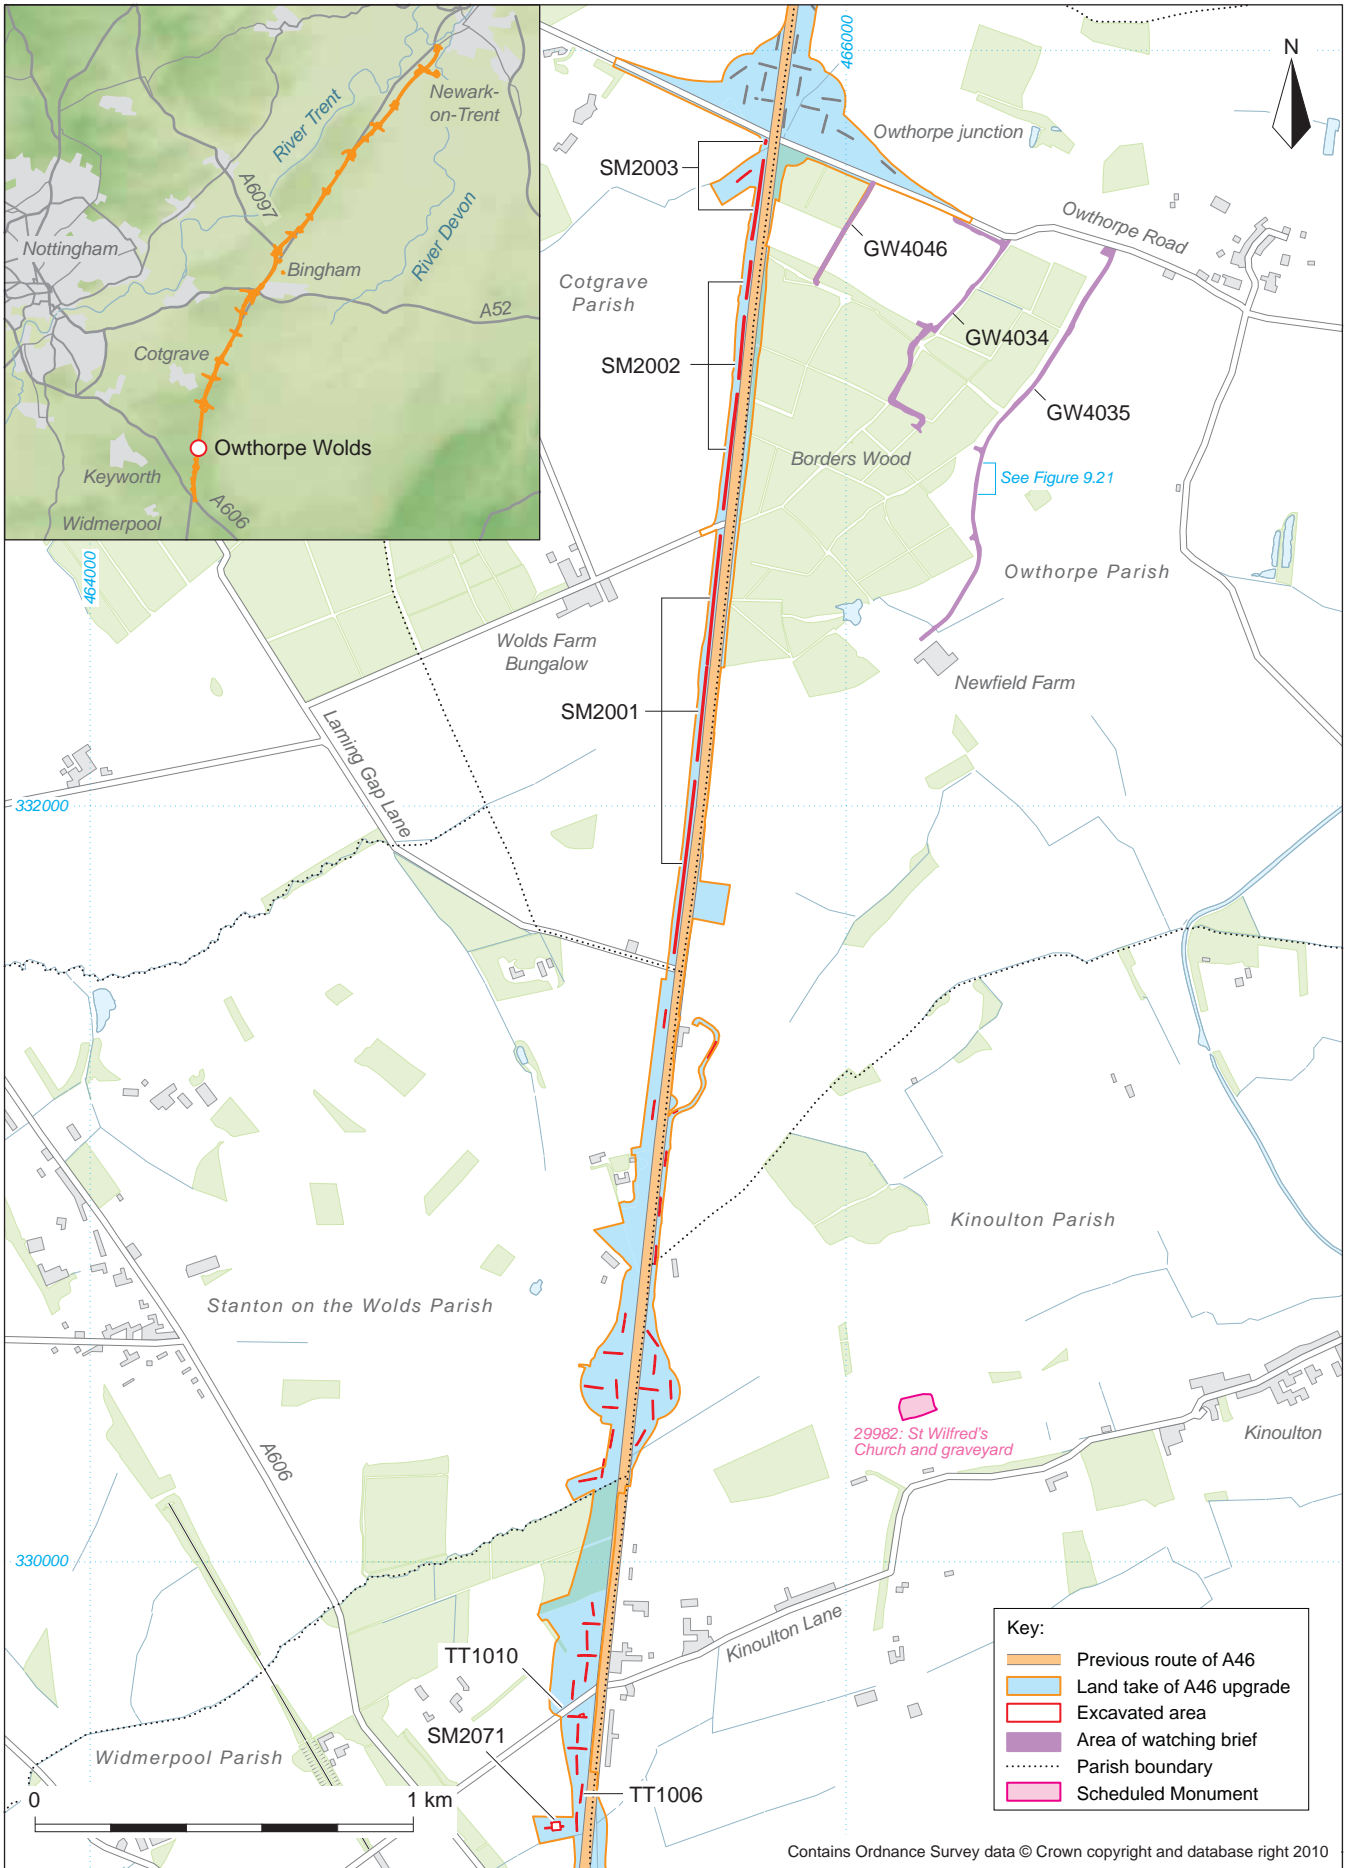 River Trent
Newark-
on-Trent
A6097
River Devon
Nottingham
Bingham
A52
Cotgrave
Owthorpe Wolds
Keyworth
A606
Widmerpool
466000
N
Owthorpe junction
SM2003
Owthorpe Road
GW4046
Cotgrave
Parish
GW4034
SM2002
GW4035
Borders Wood
See Figure 9.21
464000
Owthorpe Parish
Wolds Farm
Bungalow
Newfield Farm
SM2001
Laming Gap Lane
332000
Kinoulton Parish
Stanton on the Wolds Parish
29982: St Wilfred's
Church and graveyard
Kinoulton
A606
330000
Kinoulton Lane
TT1010
SM2071
Widmerpool Parish
TT1006
0
1 km
Key:
Previous route of A46
Land take of A46 upgrade
Excavated area
Area of watching brief
Parish boundary
Scheduled Monument
Contains Ordnance Survey data © Crown copyright and database right 2010